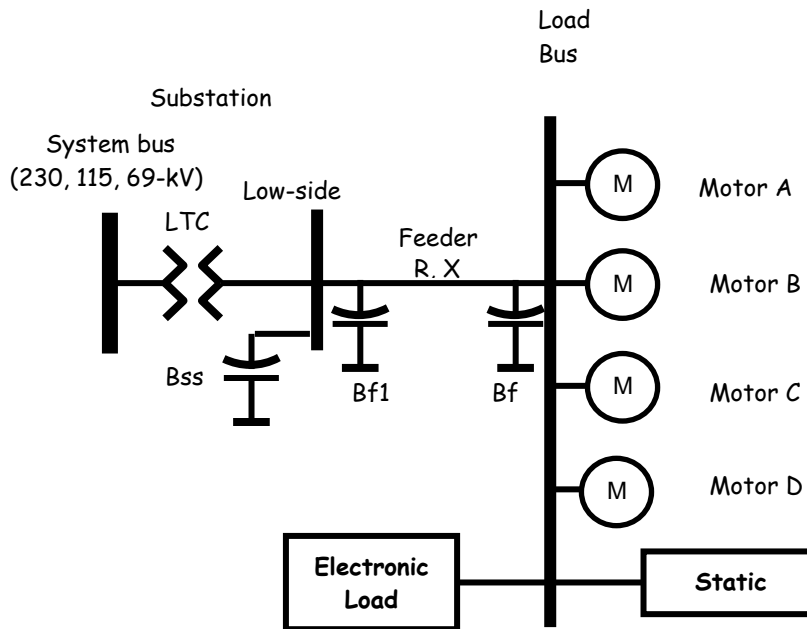 Load
Bus
Substation
System bus
(230, 115, 69-kV)
Low-side
LTC
Feeder
R, X
M
Motor A
M
Motor B
Bss
Bf1
Bf
M
Motor C
M
Motor D
Electronic
Load
Static